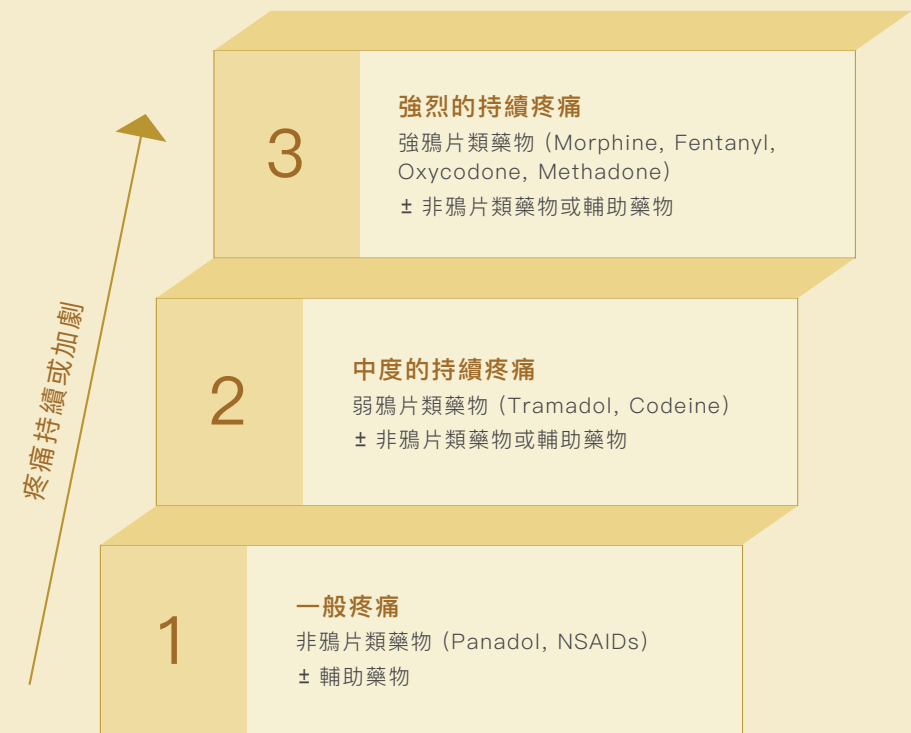 3
強烈的持續疼痛
強鴉片類藥物 (Morphine, Fentanyl,
Oxycodone, Methadone)
± 非鴉片類藥物或輔助藥物
疼痛持續或加劇
2
中度的持續疼痛
弱鴉片類藥物 (Tramadol, Codeine)
± 非鴉片類藥物或輔助藥物
1
一般疼痛
非鴉片類藥物 (Panadol, NSAIDs)
± 輔助藥物